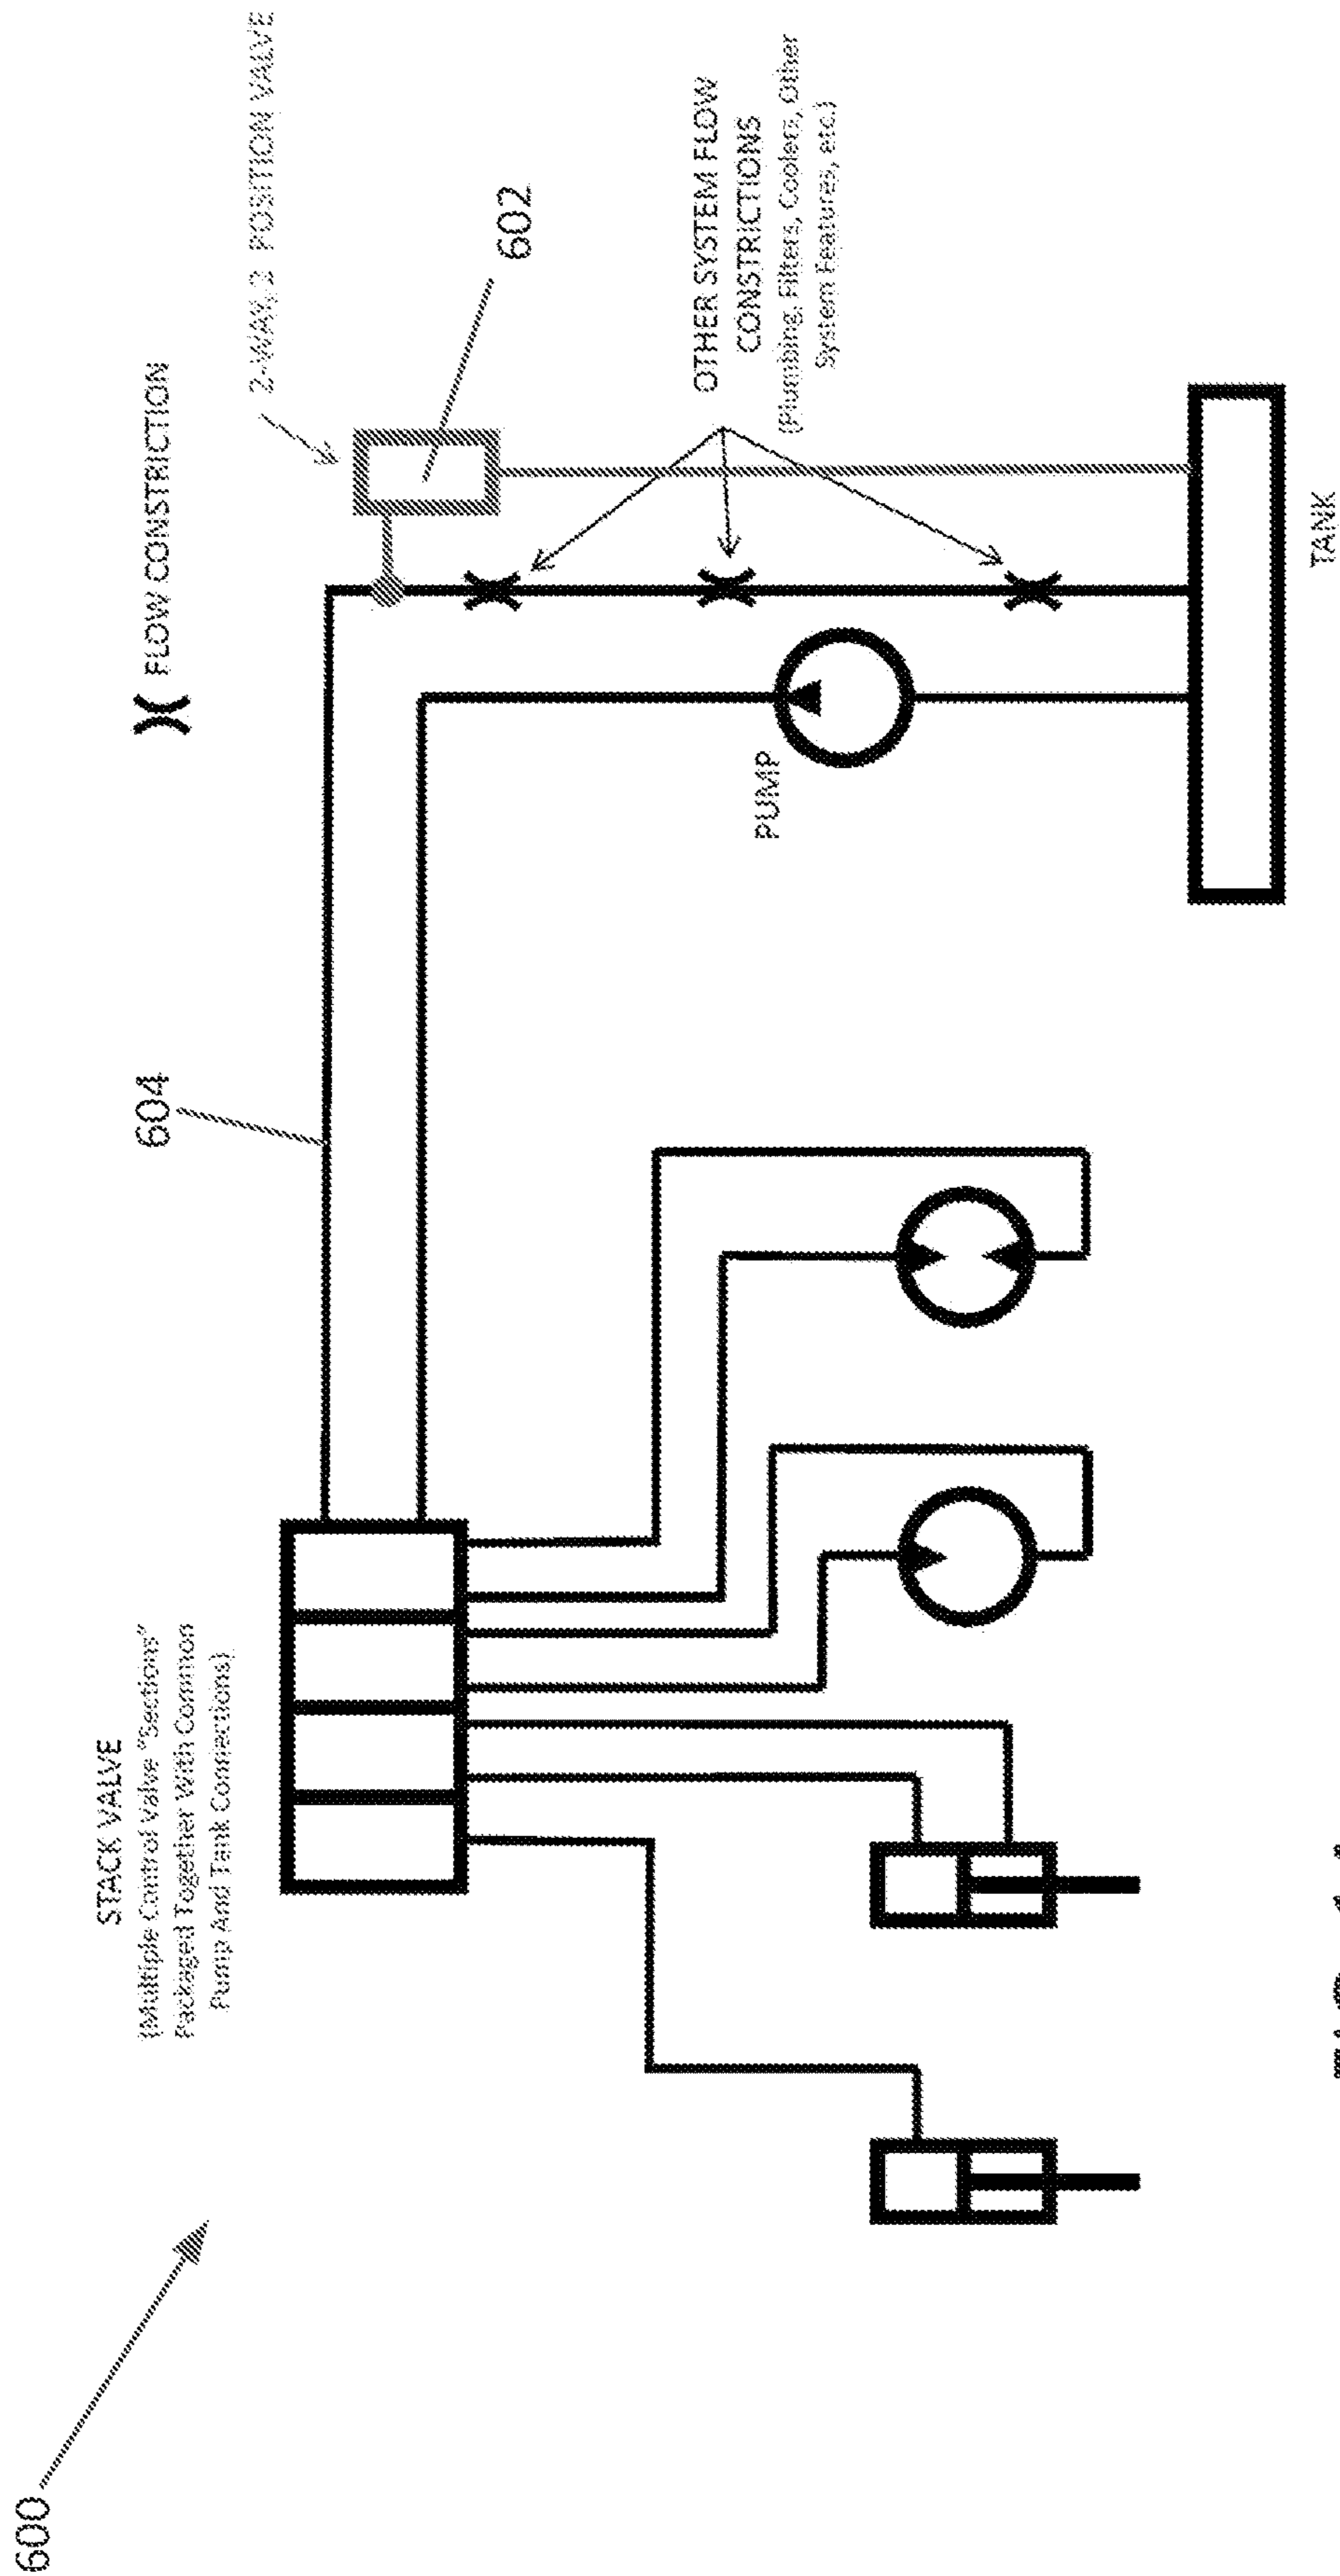 600
STACK VALVE
(Multiple Control Valve "Sections"
Packaged Together With Common
Pump And Tank Connections)
604
FLOW CONSTRICTION
2-WAY, 2 POSITION VALVE
602
OTHER SYSTEM FLOW
CONSTRICTIONS
(Plumbing, Filters, Coolers, Other
System Features, etc.)
PUMP
TANK